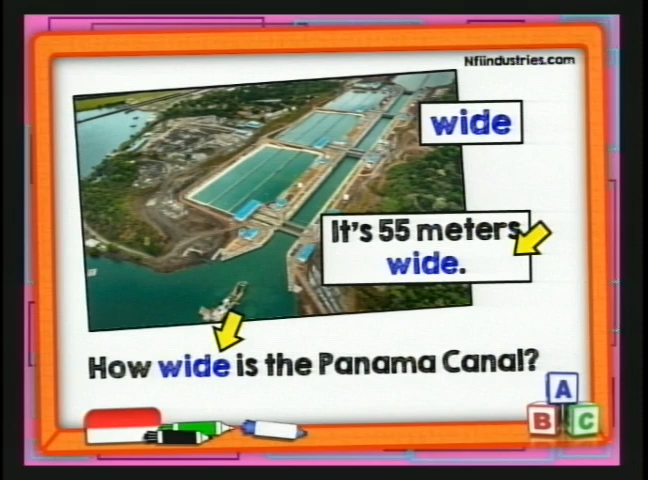 Nfiindustries.com
wide
It's 55 meters
wide.
How wide is the Panama Canal?
A
B C